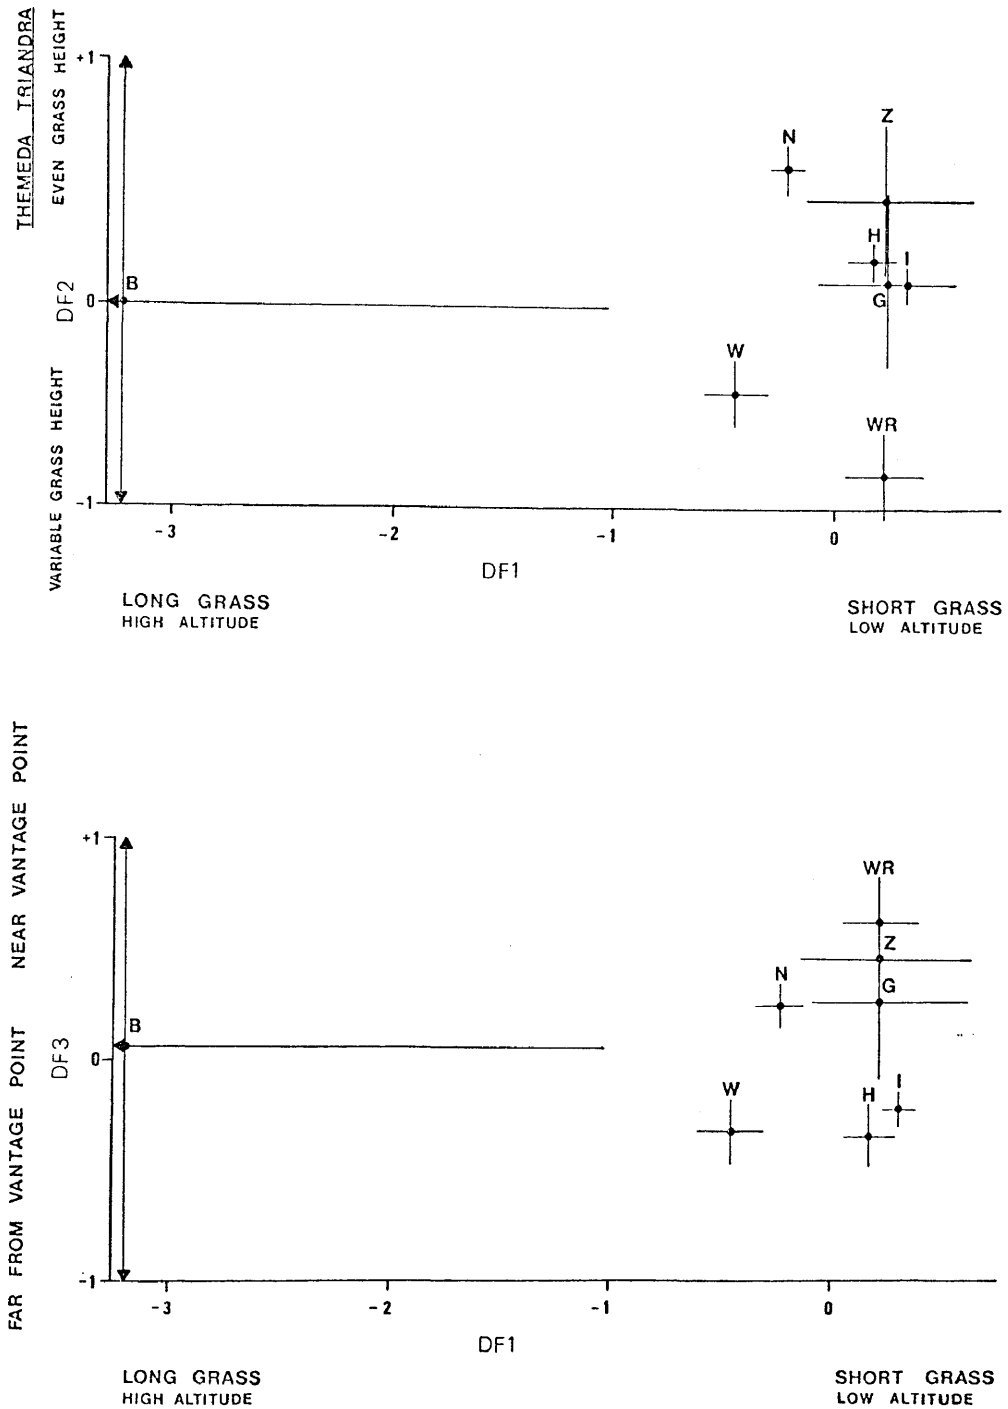 THEMEDA TRIANDRA
EVEN GRASS HEIGHT
VARIABLE GRASS HEIGHT
DF2
+1
0
-1
Z
N
H
I
G
B
W
WR
-3
-2
-1
0
DF1
LONG GRASS
HIGH ALTITUDE
SHORT GRASS
LOW ALTITUDE
NEAR VANTAGE POINT
FAR FROM VANTAGE POINT
DF3
+1
0
-1
WR
Z
N
G
B
I
W
H
-3
-2
-1
0
DF1
LONG GRASS
HIGH ALTITUDE
SHORT GRASS
LOW ALTITUDE